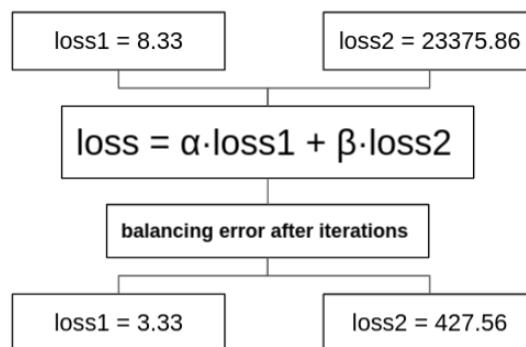 loss1 = 8.33
loss2 = 23375.86
loss = α·loss1 + β·loss2
balancing error after iterations
loss1 = 3.33
loss2 = 427.56